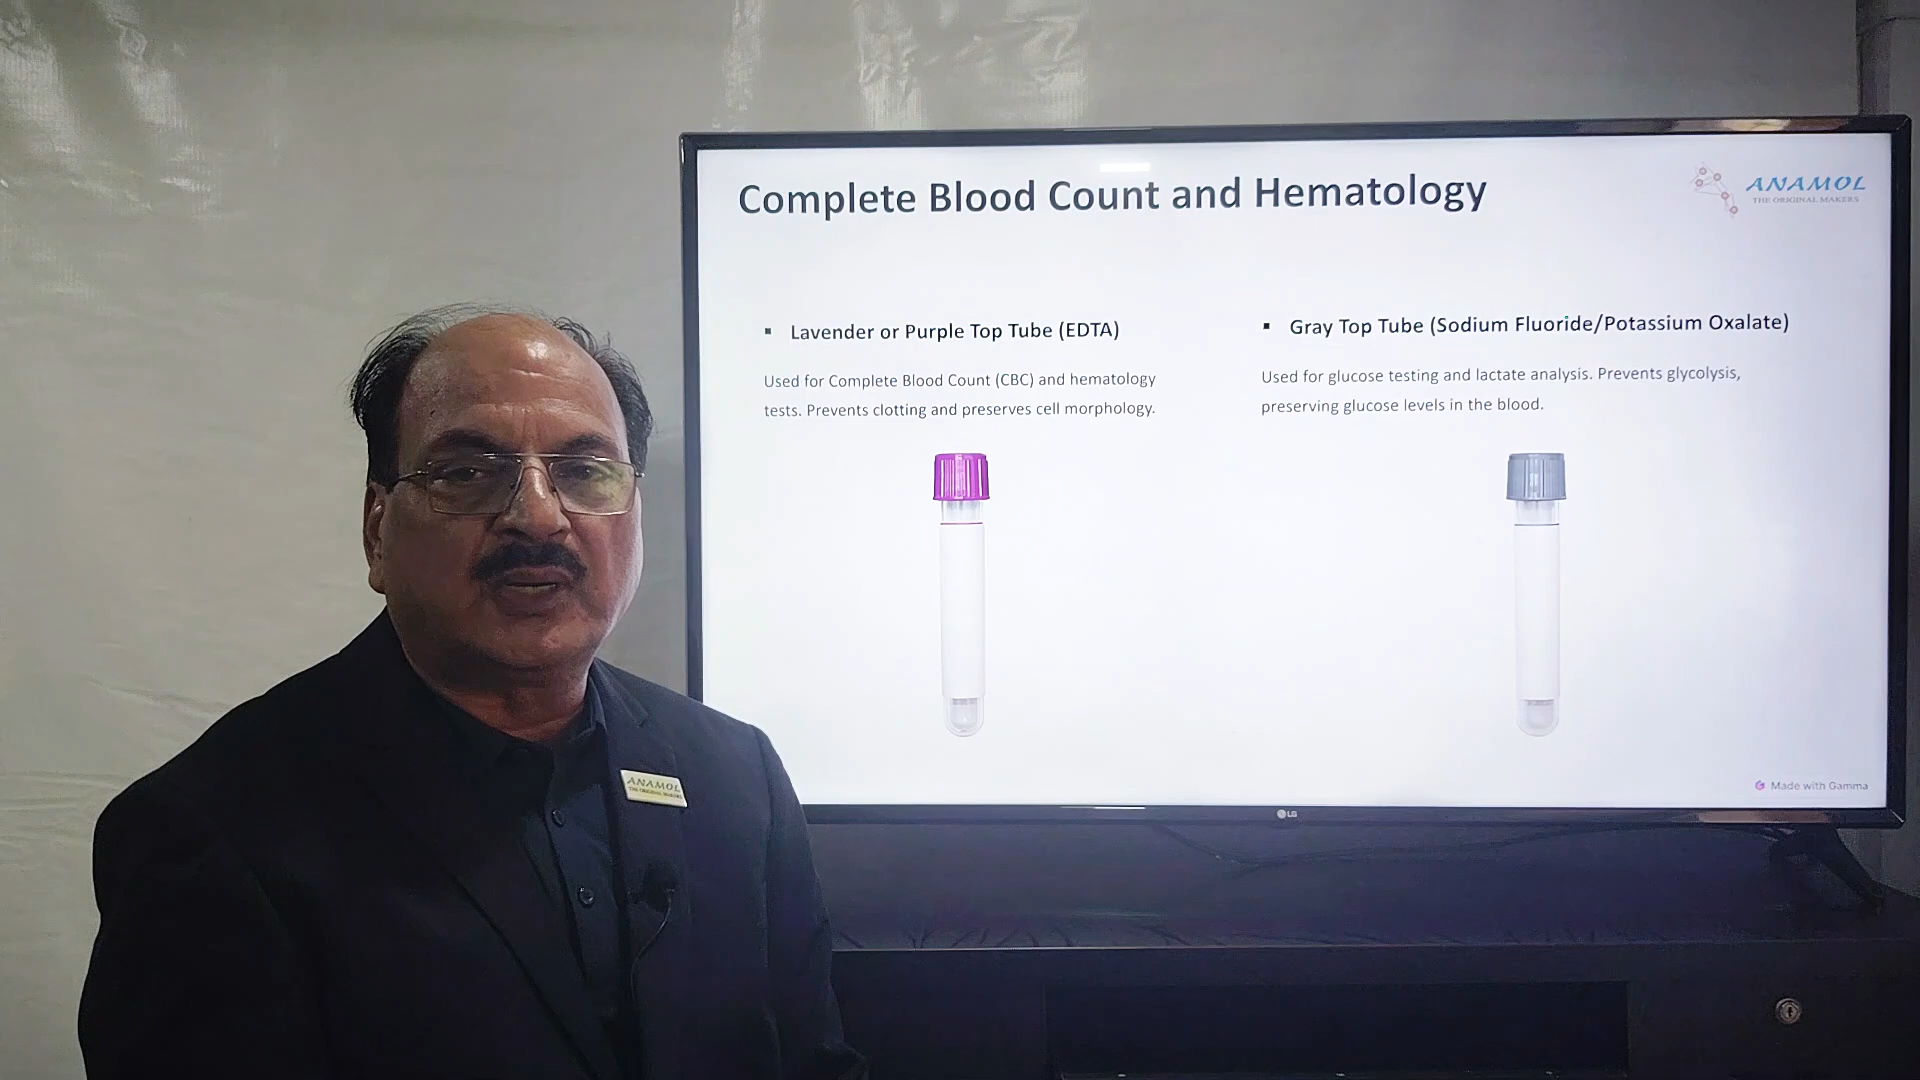 Complete Blood Count and Hematology
ANAMOL
THE ORIGINAL MAKERS
▪ Lavender or Purple Top Tube (EDTA)
Used for Complete Blood Count (CBC) and hematology
tests. Prevents clotting and preserves cell morphology.
▪ Gray Top Tube (Sodium Fluoride/Potassium Oxalate)
Used for glucose testing and lactate analysis. Prevents glycolysis,
preserving glucose levels in the blood.
Made with Gamma
LG
ANAMOL
THE ORIGINAL MAKERS